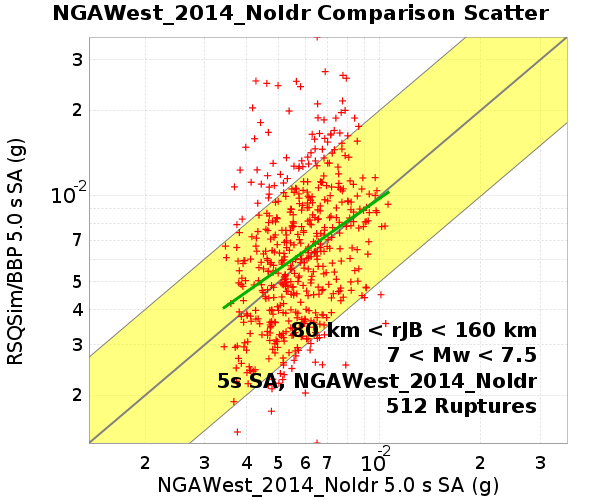 NGAWest_2014_NoIdr Comparison Scatter
RSQSim/BBP 5.0 s SA (g)
3
2
10-2
7
5
4
3
2
80 km < rJB < 160 km
7 < Mw < 7.5
5s SA, NGAWest_2014_NoIdr
512 Ruptures
2 3 4 5 6 7 10-2 2 3
NGAWest_2014_NoIdr 5.0 s SA (g)